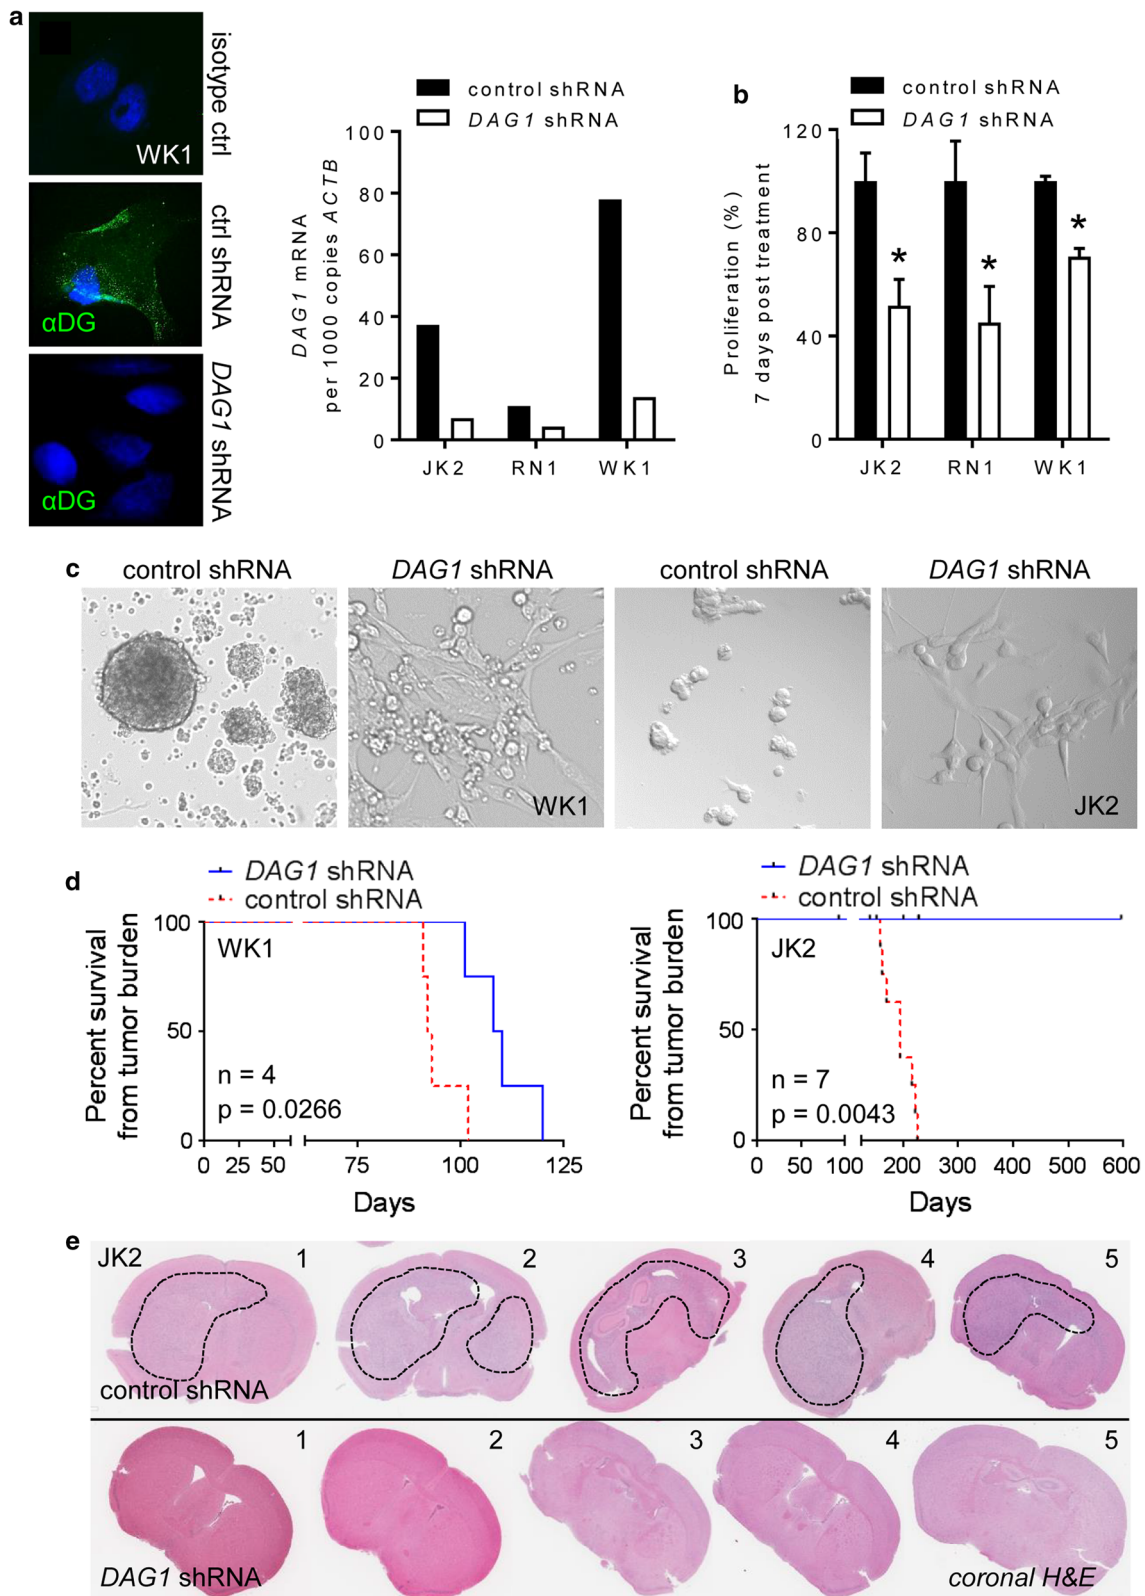 a
isotype ctrl
WK1
ctrl shRNA
αDG
DAG1 shRNA
αDG
control shRNA
DAG1 shRNA
DAG1 mRNA
per 1000 copies ACTB
100
80
60
40
20
0
JK2 RN1 WK1
b
control shRNA
DAG1 shRNA
Proliferation (%)
7 days post treatment
120
80
40
0
* * *
JK2 RN1 WK1
c
control shRNA DAG1 shRNA control shRNA DAG1 shRNA
WK1 JK2
d
DAG1 shRNA
control shRNA
Percent survival
from tumor burden
100
50
0
WK1
n = 4
p = 0.0266
0 25 50 75 100 125
Days
DAG1 shRNA
control shRNA
Percent survival
from tumor burden
100
50
0
JK2
n = 7
p = 0.0043
0 50 100 200 300 400 500 600
Days
e
JK2 1 2 3 4 5
control shRNA
1 2 3 4 5
DAG1 shRNA coronal H&E